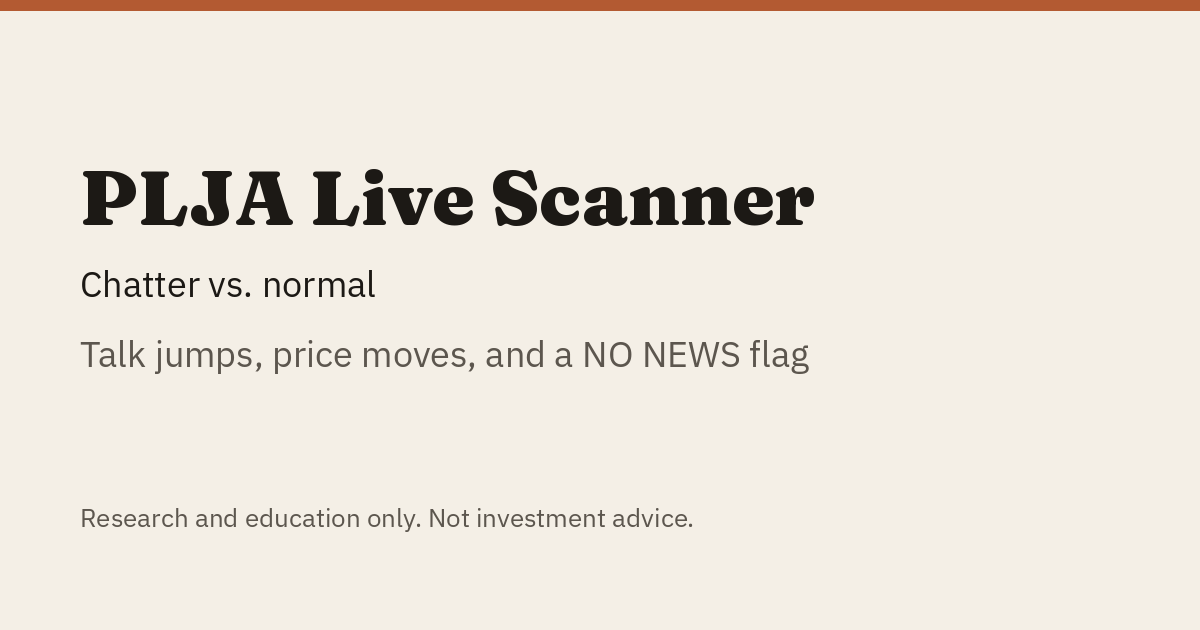 PLJA Live Scanner
Chatter vs. normal
Talk jumps, price moves, and a NO NEWS flag
Research and education only. Not investment advice.